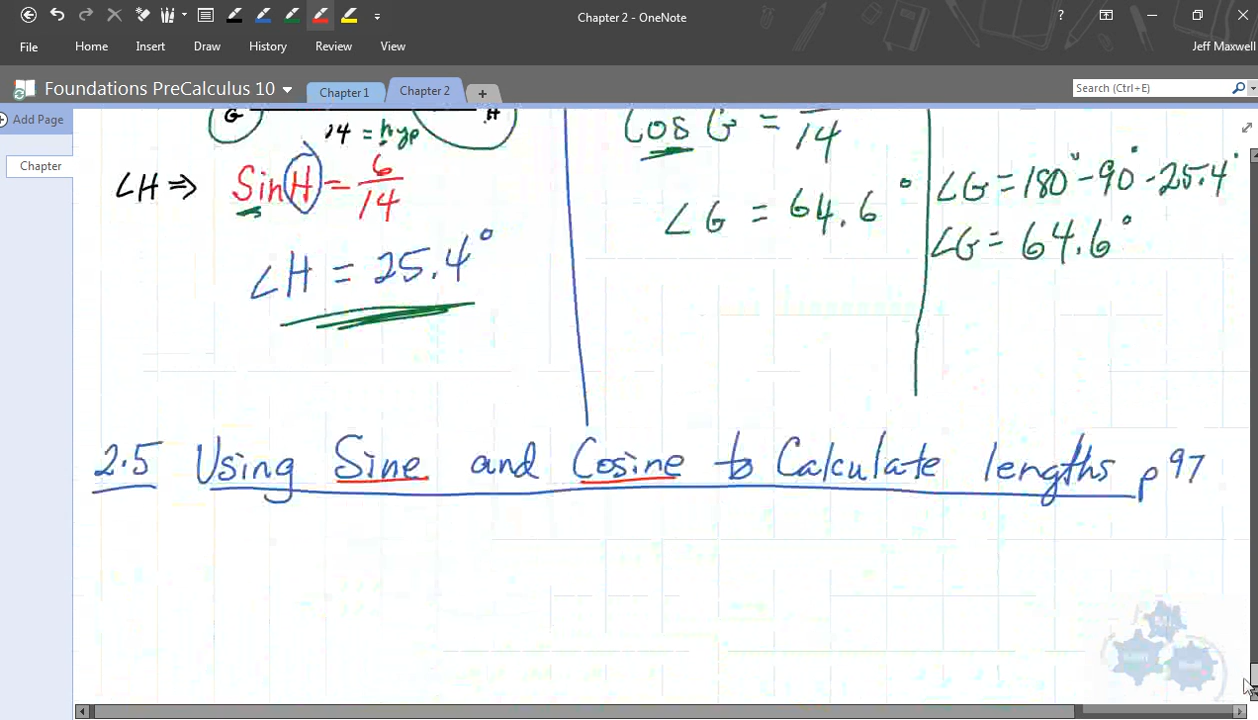 Chapter 2 - OneNote
?
File
Home
Insert
Draw
History
Review
View
Jeff Maxwell
Foundations PreCalculus 10
Chapter 1
Chapter 2
+
Search (Ctrl+E)
Add Page
Chapter
G
H
14 = hyp
∠H ⇒ Sin H = 6/14
∠H = 25.4°
Cos G = /14
∠G = 64.6°
∠G = 180° - 90° - 25.4°
∠G = 64.6°
2.5 Using Sine and Cosine to Calculate lengths p 97